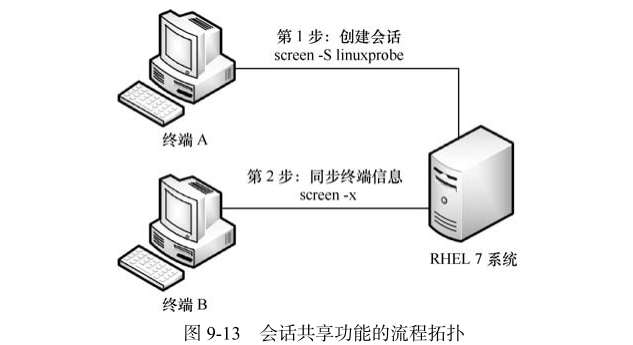 第 1 步：创建会话
screen -S linuxprobe
终端 A
第 2 步：同步终端信息
screen -x
RHEL 7 系统
终端 B
图 9-13 会话共享功能的流程拓扑